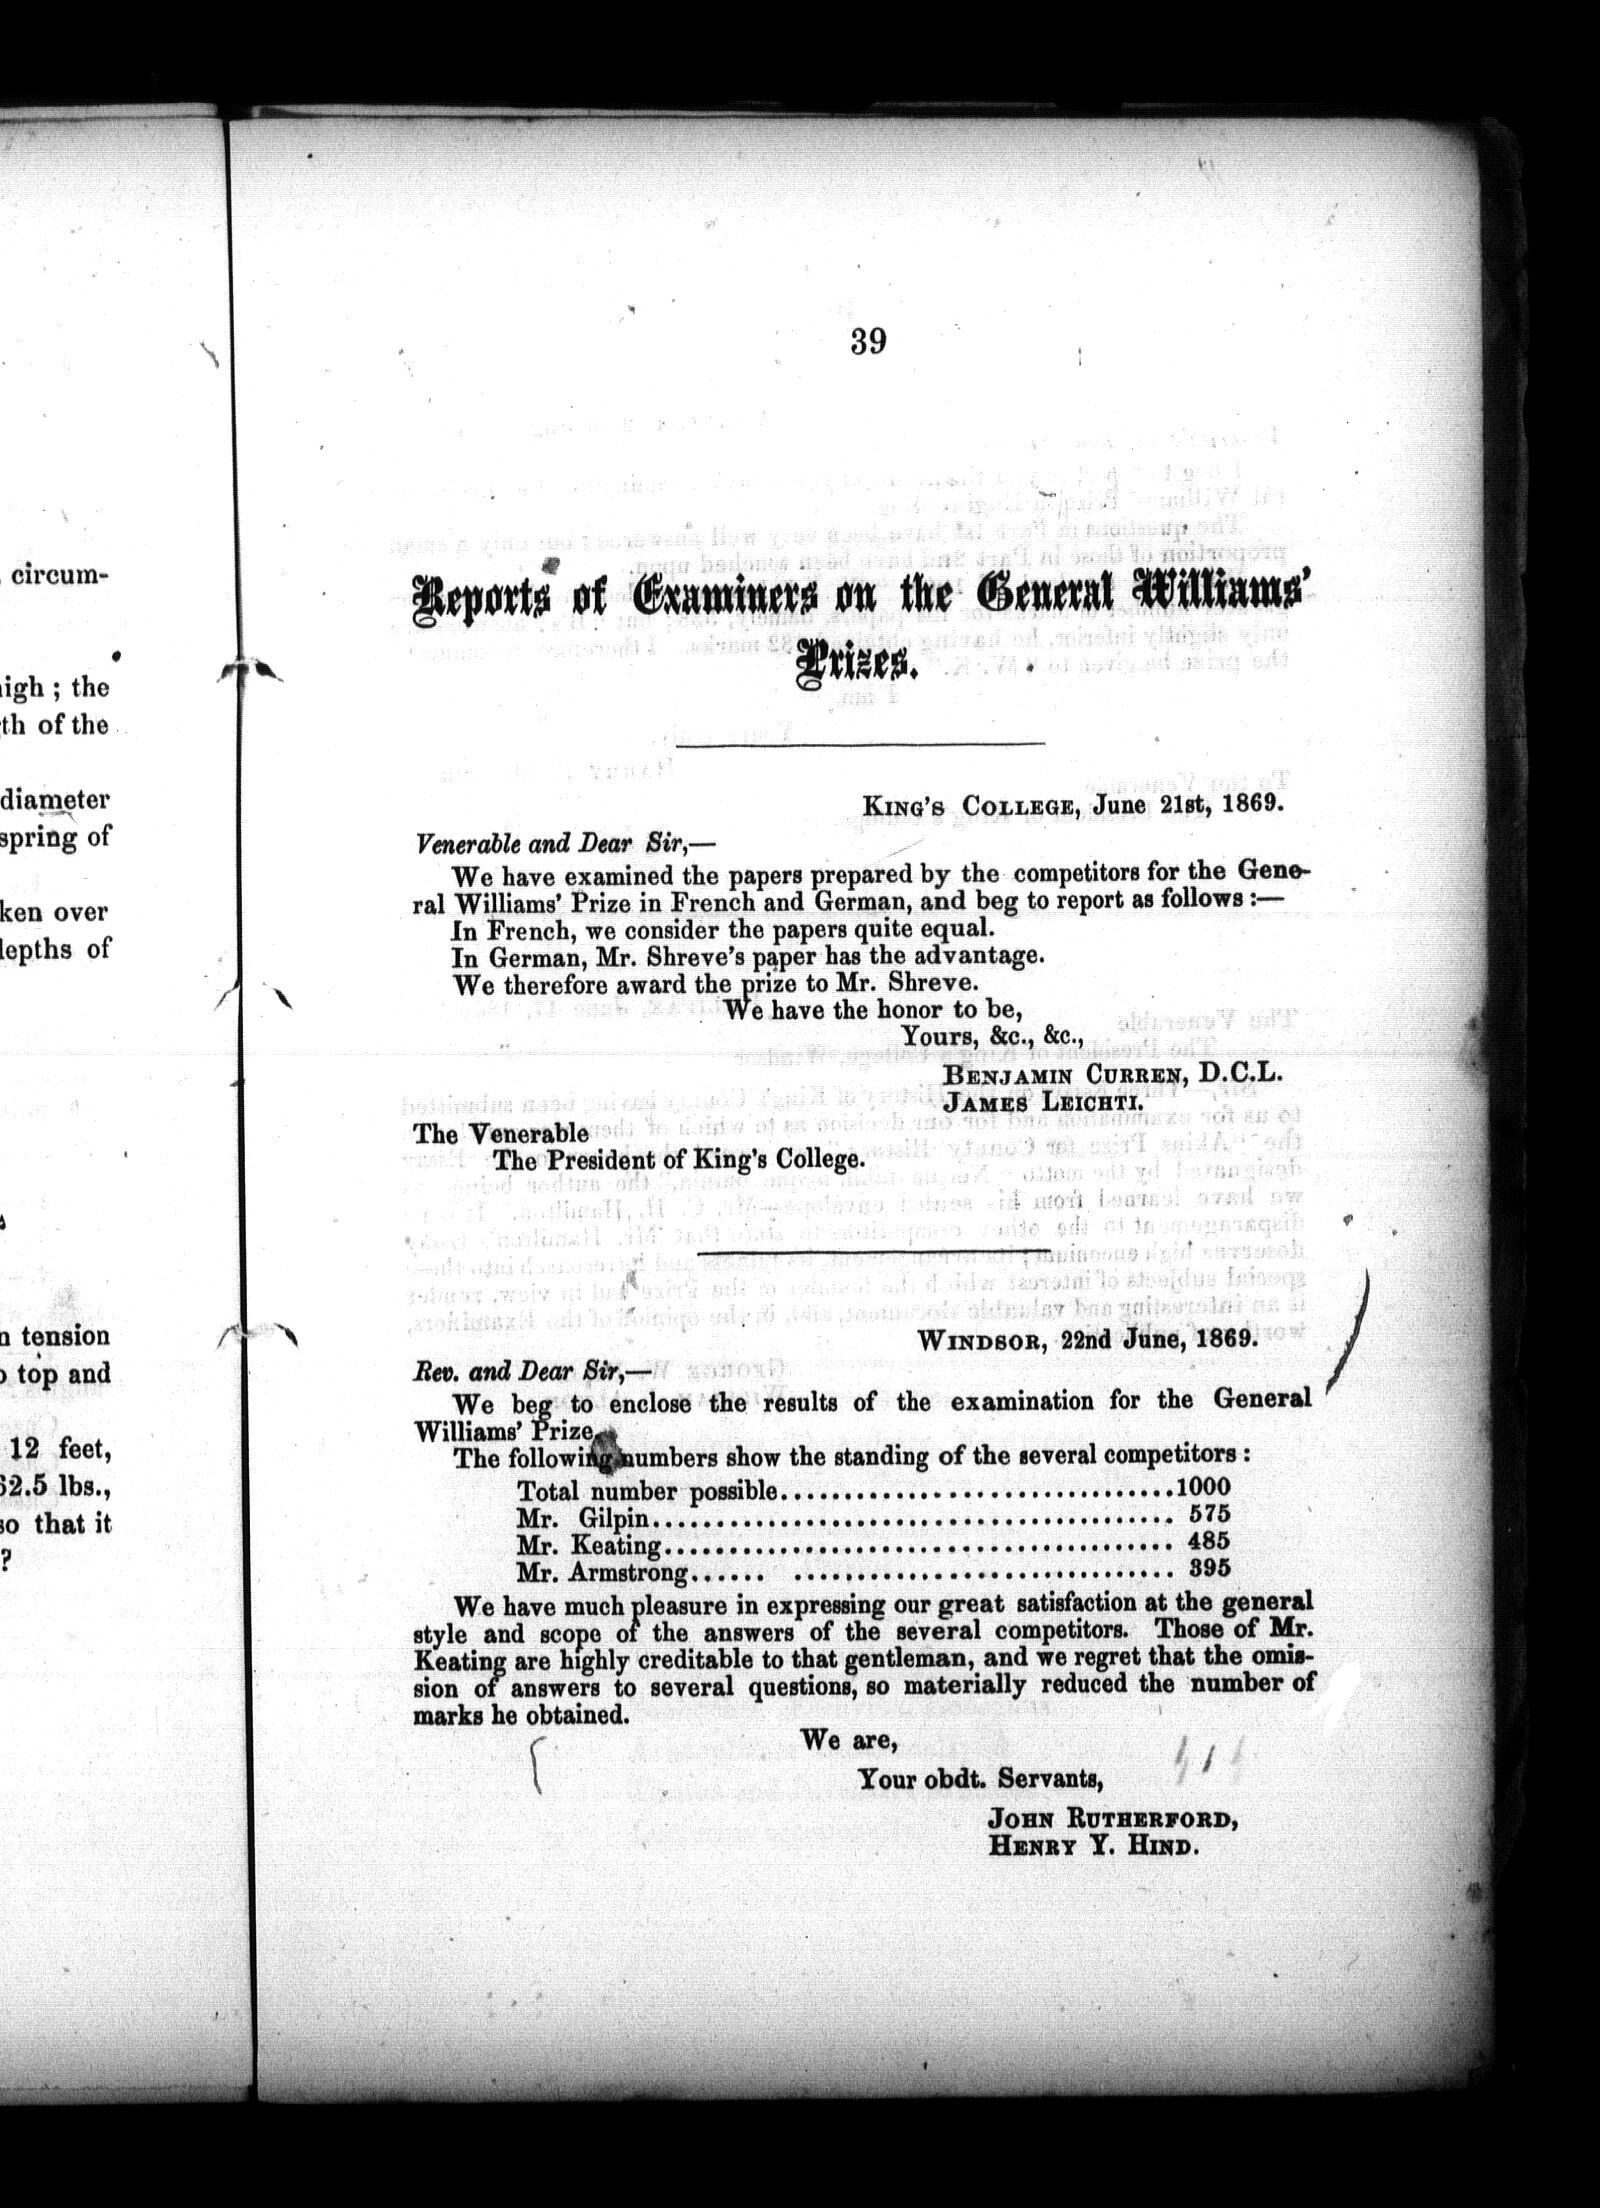 circum-
the
th of the
diameter
spring of
ken over
depths of
tension
top and
12 feet,
62.5 lbs.,
so that it
?
39
Reports of Examiners on the General Williams'
Prizes.
KING'S COLLEGE, June 21st, 1869.
Venerable and Dear Sir,—
We have examined the papers prepared by the competitors for the Gene-
ral Williams' Prize in French and German, and beg to report as follows :—
In French, we consider the papers quite equal.
In German, Mr. Shreve's paper has the advantage.
We therefore award the prize to Mr. Shreve.
We have the honor to be,
Yours, &c., &c.,
BENJAMIN CURREN, D.C.L.
JAMES LEICHTI.
The Venerable
The President of King's College.
WINDSOR, 22nd June, 1869.
Rev. and Dear Sir,—
We beg to enclose the results of the examination for the General
Williams' Prize.
The following numbers show the standing of the several competitors :
Total number possible...............................1000
Mr. Gilpin......................................... 575
Mr. Keating........................................ 485
Mr. Armstrong...... .............................. 395
We have much pleasure in expressing our great satisfaction at the general
style and scope of the answers of the several competitors. Those of Mr.
Keating are highly creditable to that gentleman, and we regret that the omis-
sion of answers to several questions, so materially reduced the number of
marks he obtained.
We are,
Your obdt. Servants,
JOHN RUTHERFORD,
HENRY Y. HIND.